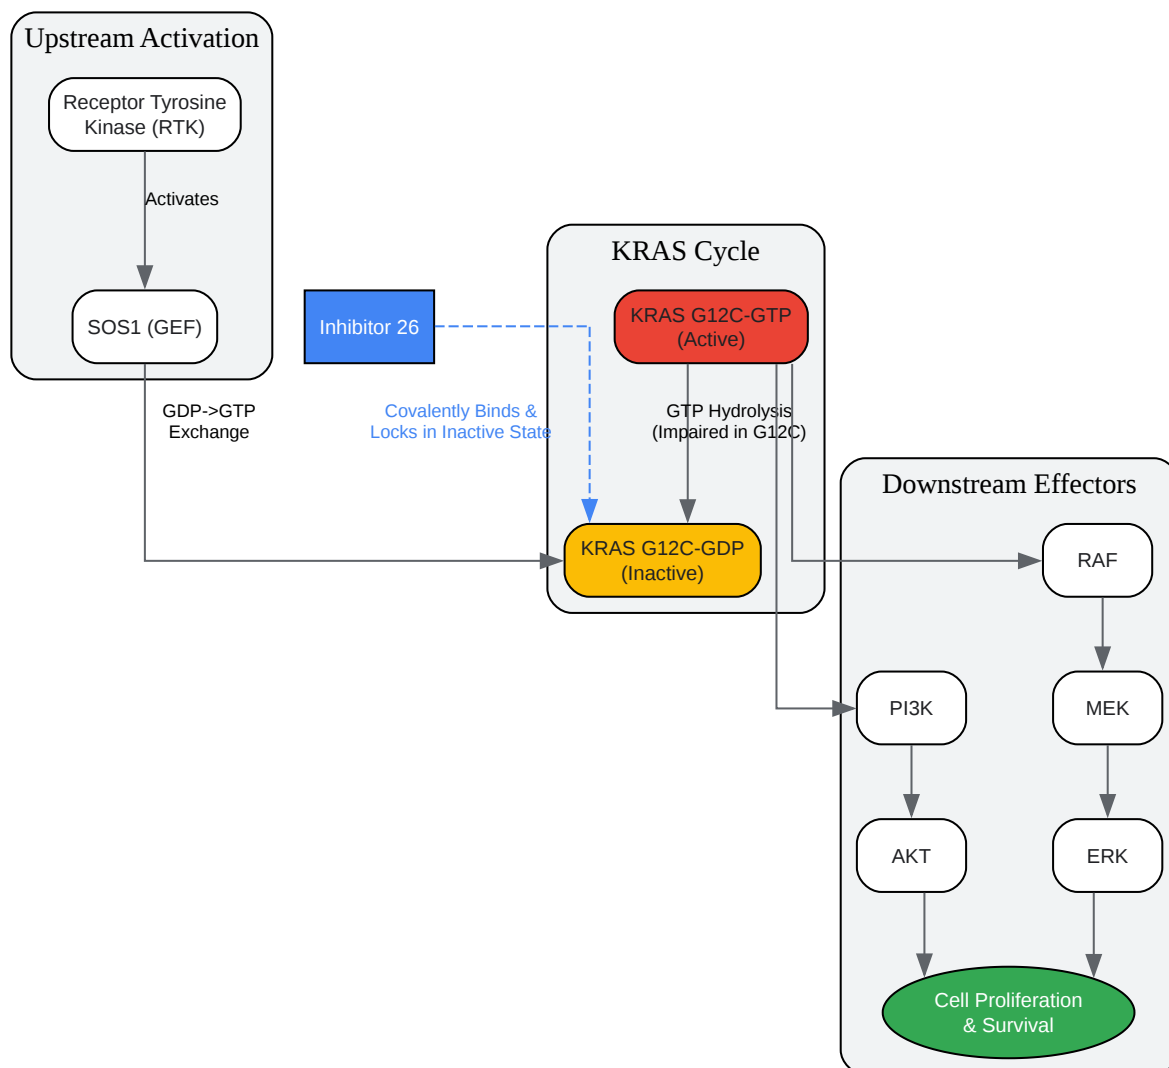 Upstream Activation
Receptor Tyrosine
Kinase (RTK)
Activates
SOS1 (GEF)
GDP->GTP
Exchange
Inhibitor 26
Covalently Binds &
Locks in Inactive State
KRAS Cycle
KRAS G12C-GTP
(Active)
GTP Hydrolysis
(Impaired in G12C)
KRAS G12C-GDP
(Inactive)
Downstream Effectors
RAF
PI3K
MEK
AKT
ERK
Cell Proliferation
& Survival